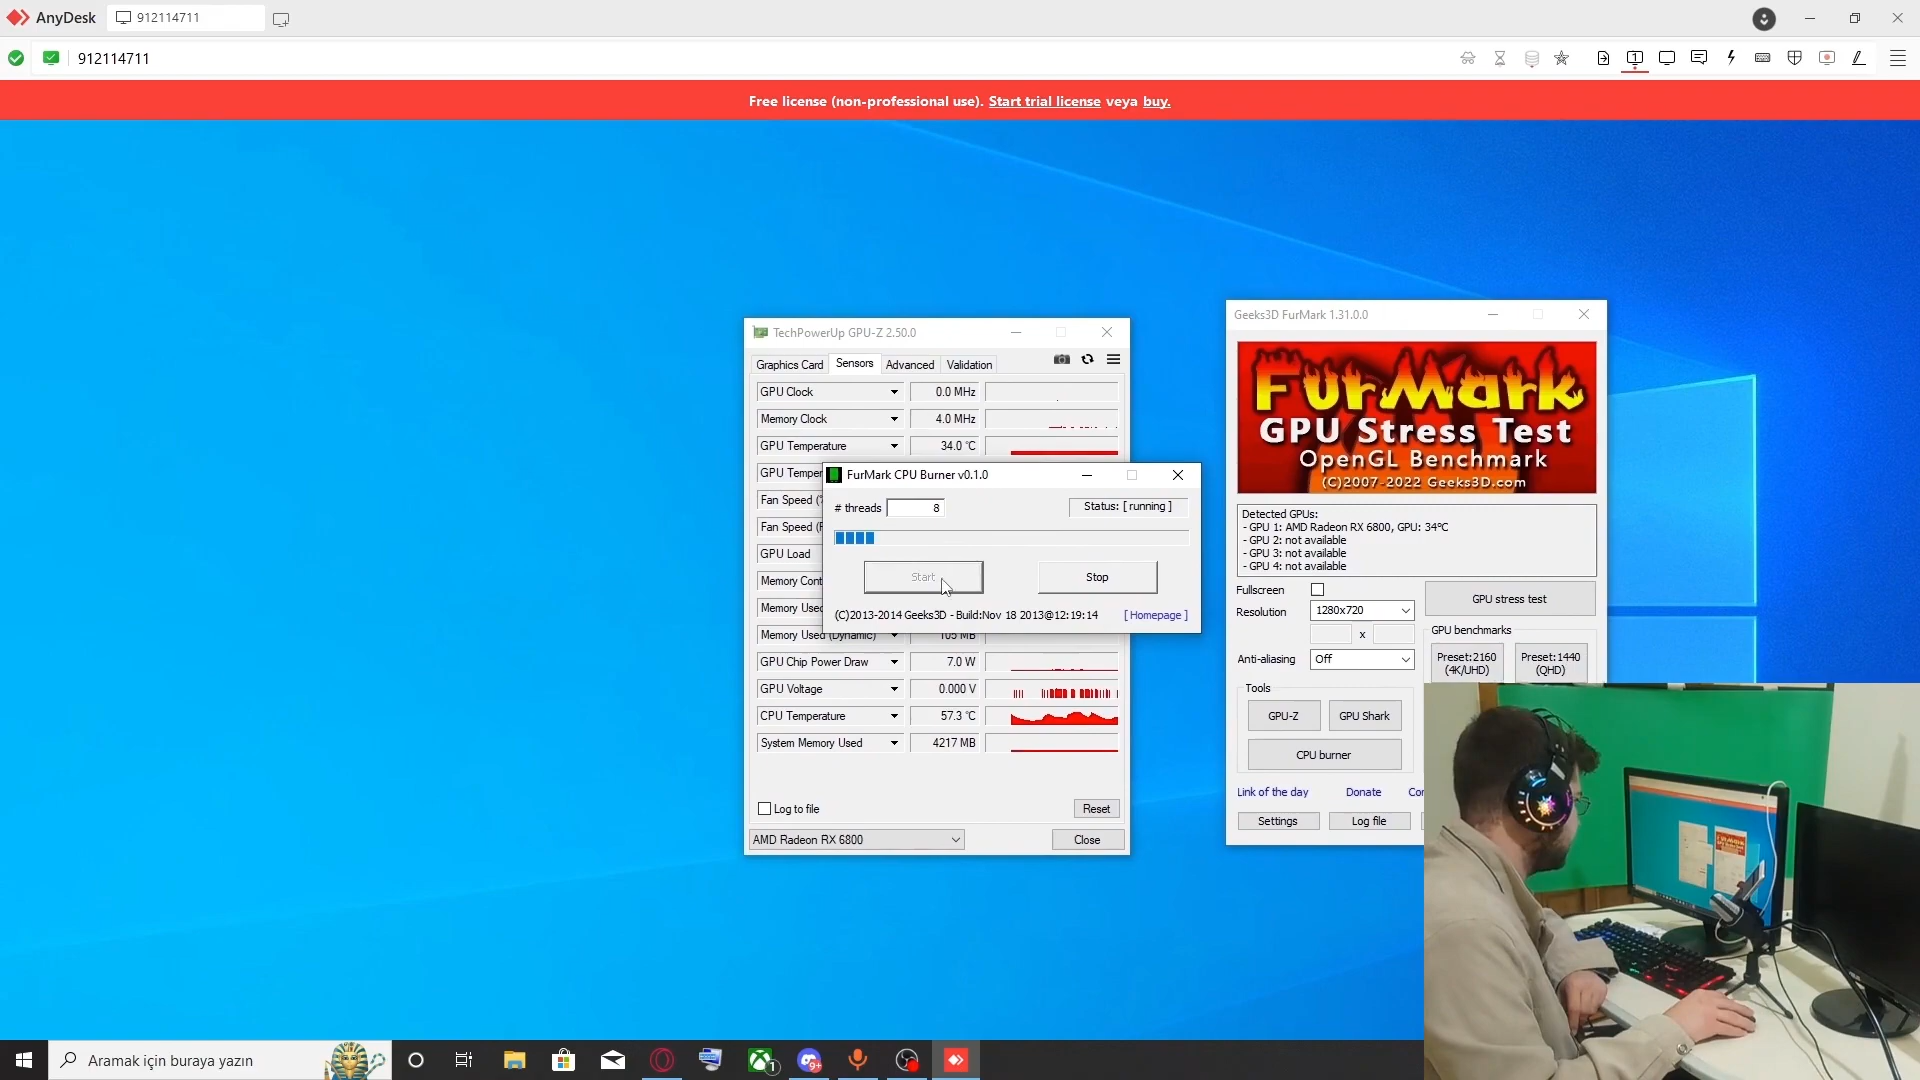 AnyDesk
912114711
912114711
1
Free license (non-professional use). Start trial license veya buy.
TechPowerUp GPU-Z 2.50.0
Graphics Card
Sensors
Advanced
Validation
GPU Clock
0.0 MHz
Memory Clock
4.0 MHz
GPU Temperature
34.0 °C
GPU Temper
Fan Speed (
Fan Speed (
GPU Load
Memory Cont
Memory Used
Memory Used (Dynamic)
105 MB
GPU Chip Power Draw
7.0 W
GPU Voltage
0.000 V
CPU Temperature
57.3 °C
System Memory Used
4217 MB
Log to file
Reset
AMD Radeon RX 6800
Close
FurMark CPU Burner v0.1.0
# threads
8
Status: [ running ]
Start
Stop
(C)2013-2014 Geeks3D - Build:Nov 18 2013@12:19:14
[ Homepage ]
Geeks3D FurMark 1.31.0.0
FurMark
GPU Stress Test
OpenGL Benchmark
(C)2007-2022 Geeks3D.com
Detected GPUs:
- GPU 1: AMD Radeon RX 6800, GPU: 34°C
- GPU 2: not available
- GPU 3: not available
- GPU 4: not available
Fullscreen
Resolution
1280x720
x
Anti-aliasing
Off
GPU stress test
GPU benchmarks
Preset:2160
(4K/UHD)
Preset:1440
(QHD)
Tools
GPU-Z
GPU Shark
CPU burner
Link of the day
Donate
Settings
Log file
FurMark
Aramak için buraya yazın
1
9+